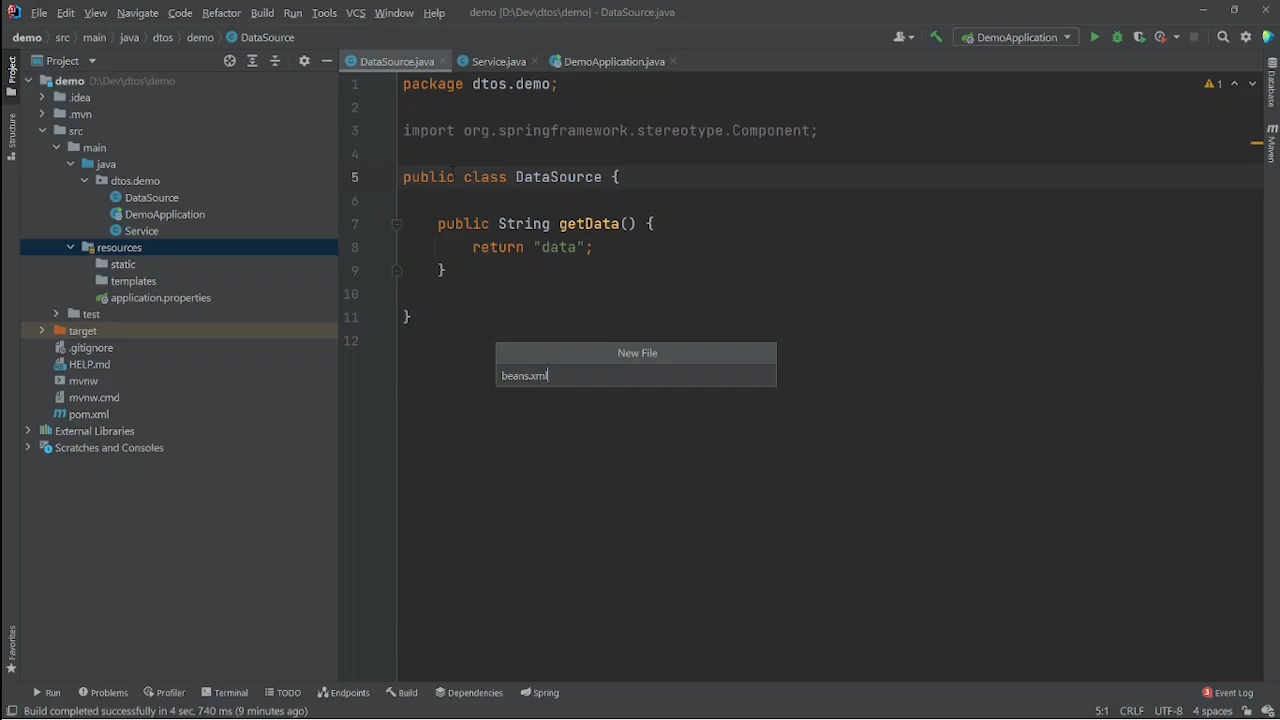 File Edit View Navigate Code Refactor Build Run Tools VCS Window Help demo [D:\Dev\dtos\demo] - DataSource.java
demo src main java dtos demo DataSource DemoApplication
Project
DataSource.java Service.java DemoApplication.java
demo D:\Dev\dtos\demo
.idea
.mvn
src
main
java
dtos.demo
DataSource
DemoApplication
Service
resources
static
templates
application.properties
test
target
.gitignore
HELP.md
mvnw
mvnw.cmd
pom.xml
External Libraries
Scratches and Consoles
Project
Structure
Favorites
1 package dtos.demo;
2
3 import org.springframework.stereotype.Component;
4
5 public class DataSource {
6
7 public String getData() {
8 return "data";
9 }
10
11 }
12
1
New File
beans.xml
Database
Maven
Run Problems Profiler Terminal TODO Endpoints Build Dependencies Spring 3 Event Log
Build completed successfully in 4 sec, 740 ms (9 minutes ago) 5:1 CRLF UTF-8 4 spaces